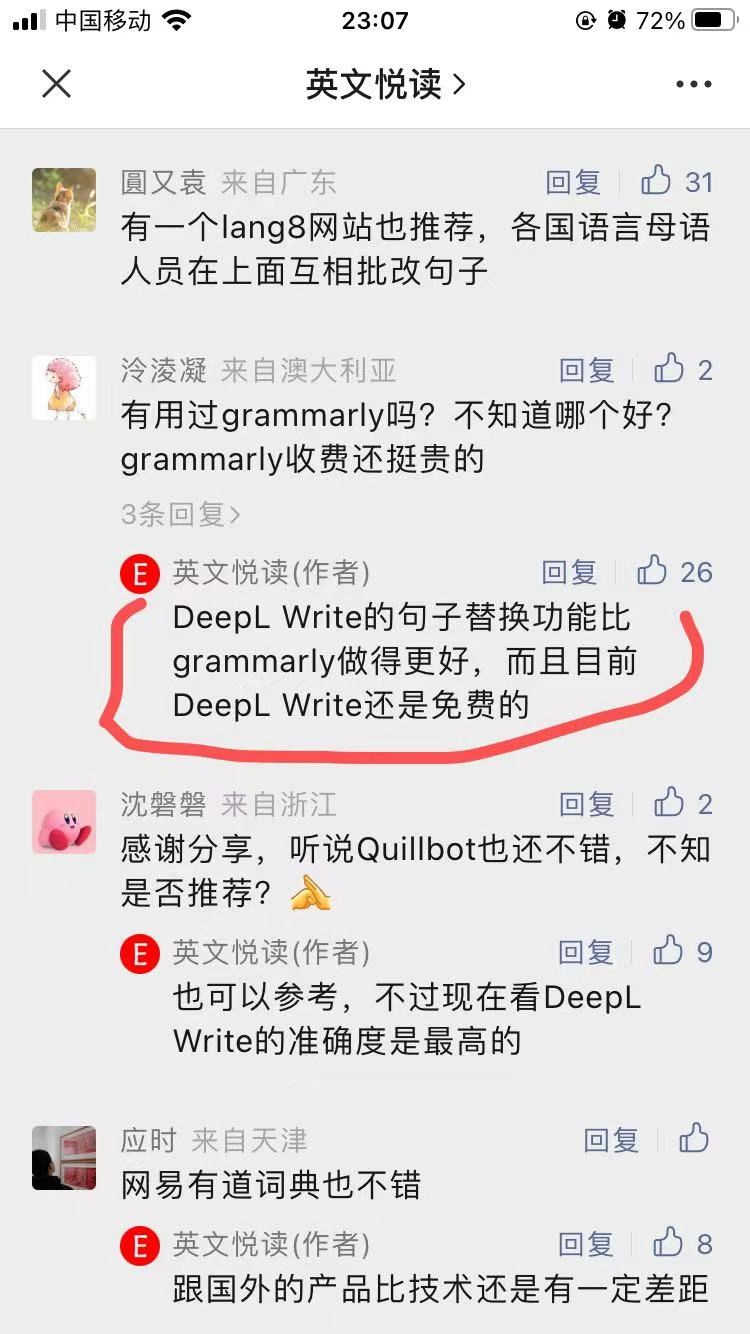 中国移动 23:07 72%
英文悦读
圓又袁 来自广东 回复 31
有一个lang8网站也推荐，各国语言母语
人员在上面互相批改句子
泠淩凝 来自澳大利亚 回复 2
有用过grammarly吗？不知道哪个好？
grammarly收费还挺贵的
3条回复
E 英文悦读(作者) 回复 26
DeepL Write的句子替换功能比
grammarly做得更好，而且目前
DeepL Write还是免费的
沈磐磐 来自浙江 回复 2
感谢分享，听说Quillbot也还不错，不知
是否推荐？
E 英文悦读(作者) 回复 9
也可以参考，不过现在看DeepL
Write的准确度是最高的
应时 来自天津 回复
网易有道词典也不错
E 英文悦读(作者) 回复 8
跟国外的产品比技术还是有一定差距